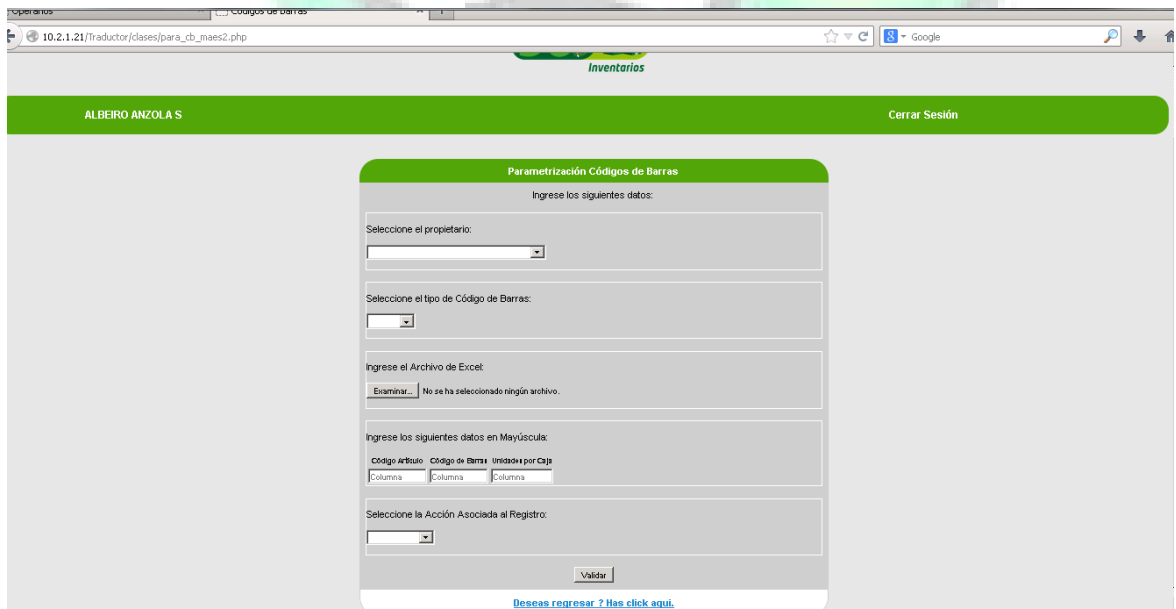 Operarios
Códigos de Barras
10.2.1.21/Traductor/clases/para_cb_maes2.php
Google
Inventarios
ALBEIRO ANZOLA S
Cerrar Sesión
Parametrización Códigos de Barras
Ingrese los siguientes datos:
Seleccione el propietario:
Seleccione el tipo de Código de Barras:
Ingrese el Archivo de Excel:
Examinar... No se ha seleccionado ningún archivo.
Ingrese los siguientes datos en Mayúscula:
Código Artículo Código de Barras Unidades por Caja
Columna Columna Columna
Seleccione la Acción Asociada al Registro:
Validar
Deseas regresar ? Has click aqui.